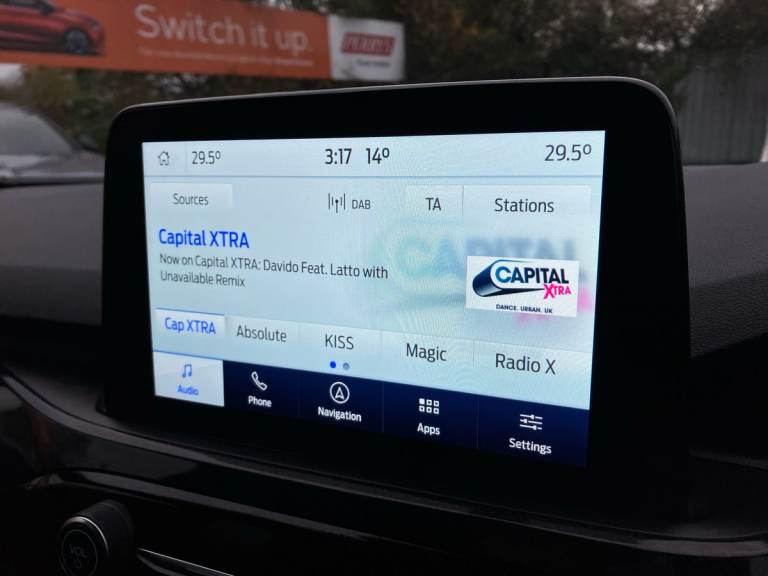 Switch it up.
PERRYS
29.5° 3:17 14° 29.5°
Sources DAB TA Stations
Capital XTRA
Now on Capital XTRA: Davido Feat. Latto with
Unavailable Remix
CAPITAL
XTRA
DANCE. URBAN. UK
Cap XTRA Absolute KISS Magic Radio X
Audio Phone Navigation Apps Settings
VOL